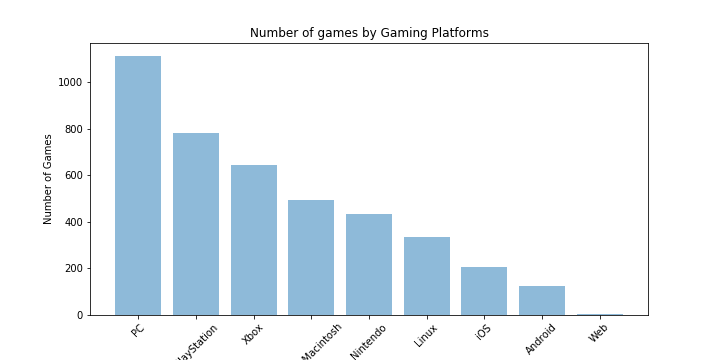 Number of games by Gaming Platforms
Number of Games
1000
800
600
400
200
0
PC
layStation
Xbox
Macintosh
Nintendo
Linux
iOS
Android
Web